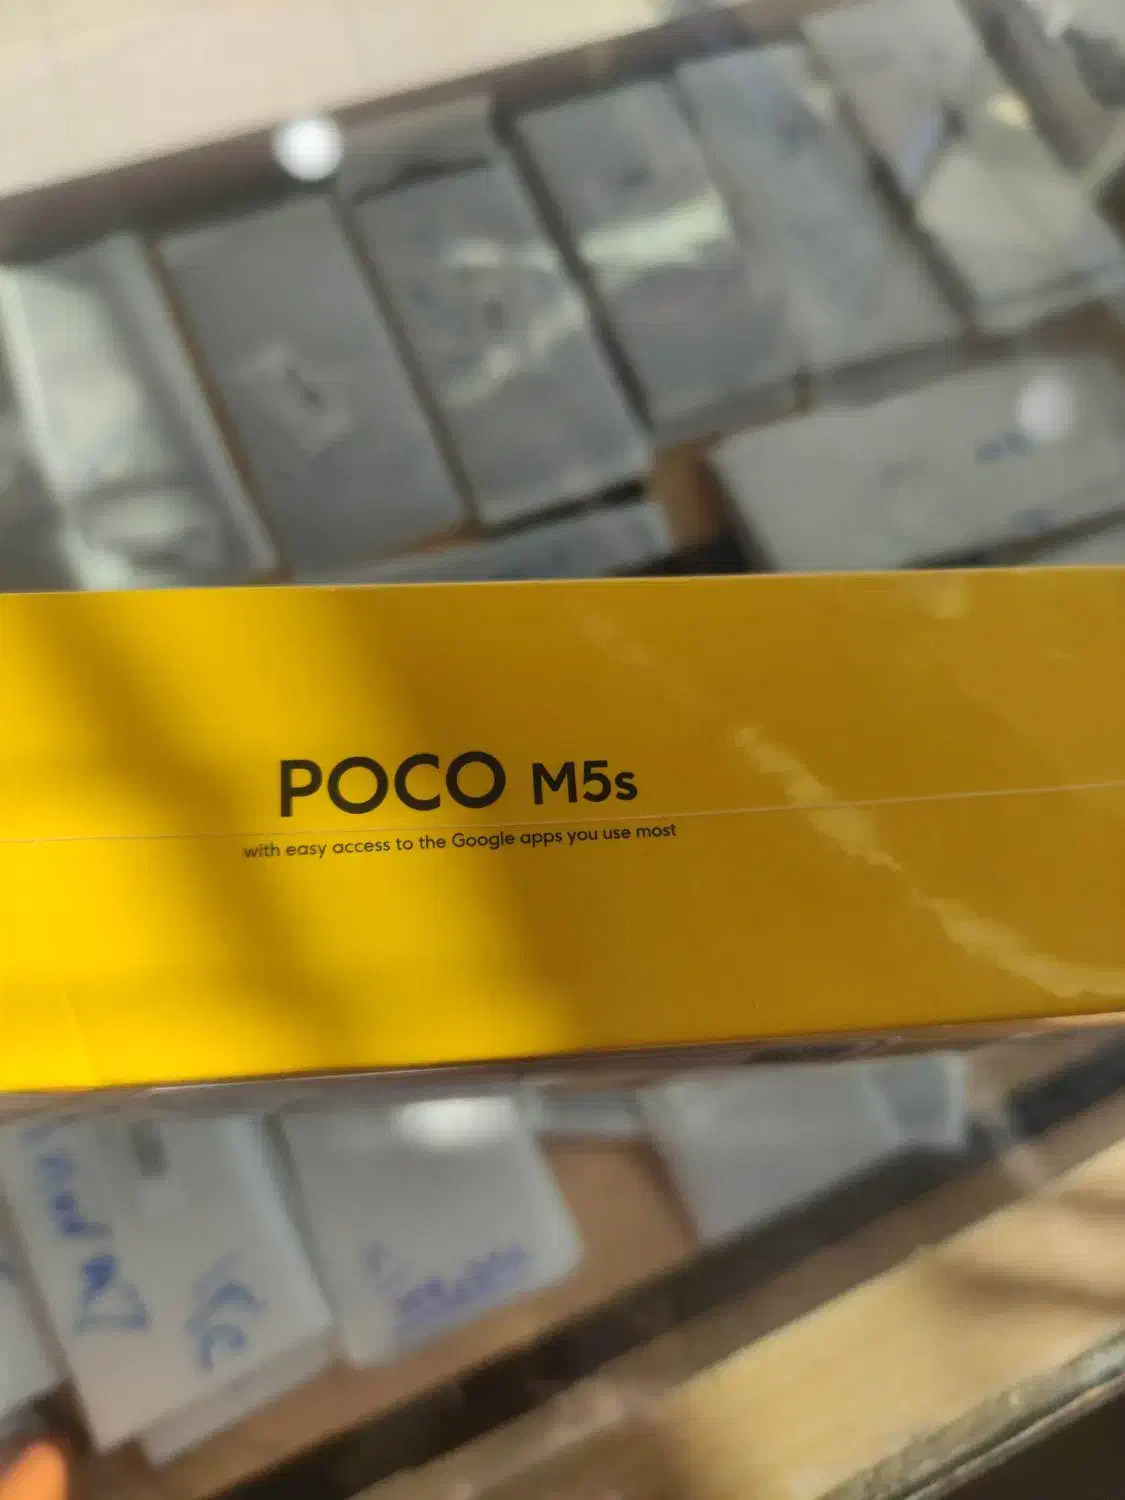 POCO M5s
with easy access to the Google apps you use most